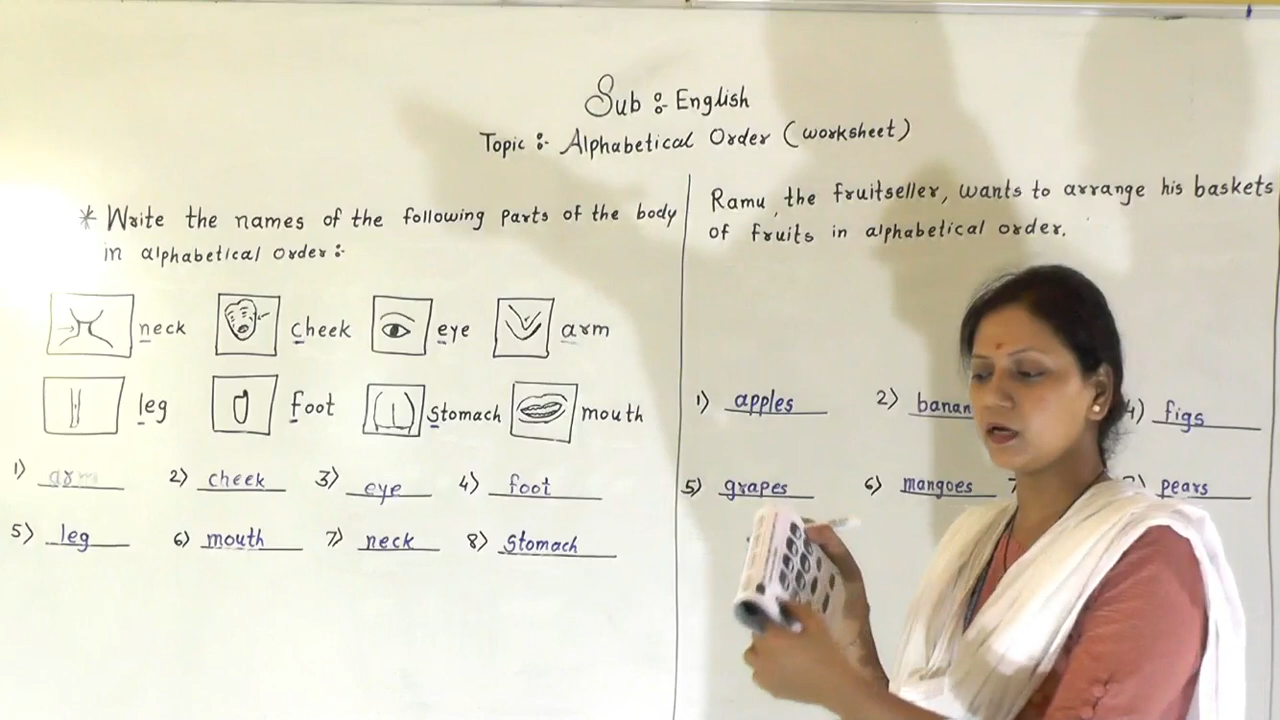 Sub :- English
Topic :- Alphabetical Order (worksheet)
* Write the names of the following parts of the body
in alphabetical order :-
neck cheek eye arm
leg foot stomach mouth
1) arm 2) cheek 3) eye 4) foot
5) leg 6) mouth 7) neck 8) stomach
Ramu, the fruitseller, wants to arrange his baskets
of fruits in alphabetical order.
1) apples 2) banan 4) figs
5) grapes 6) mangoes 7 pears